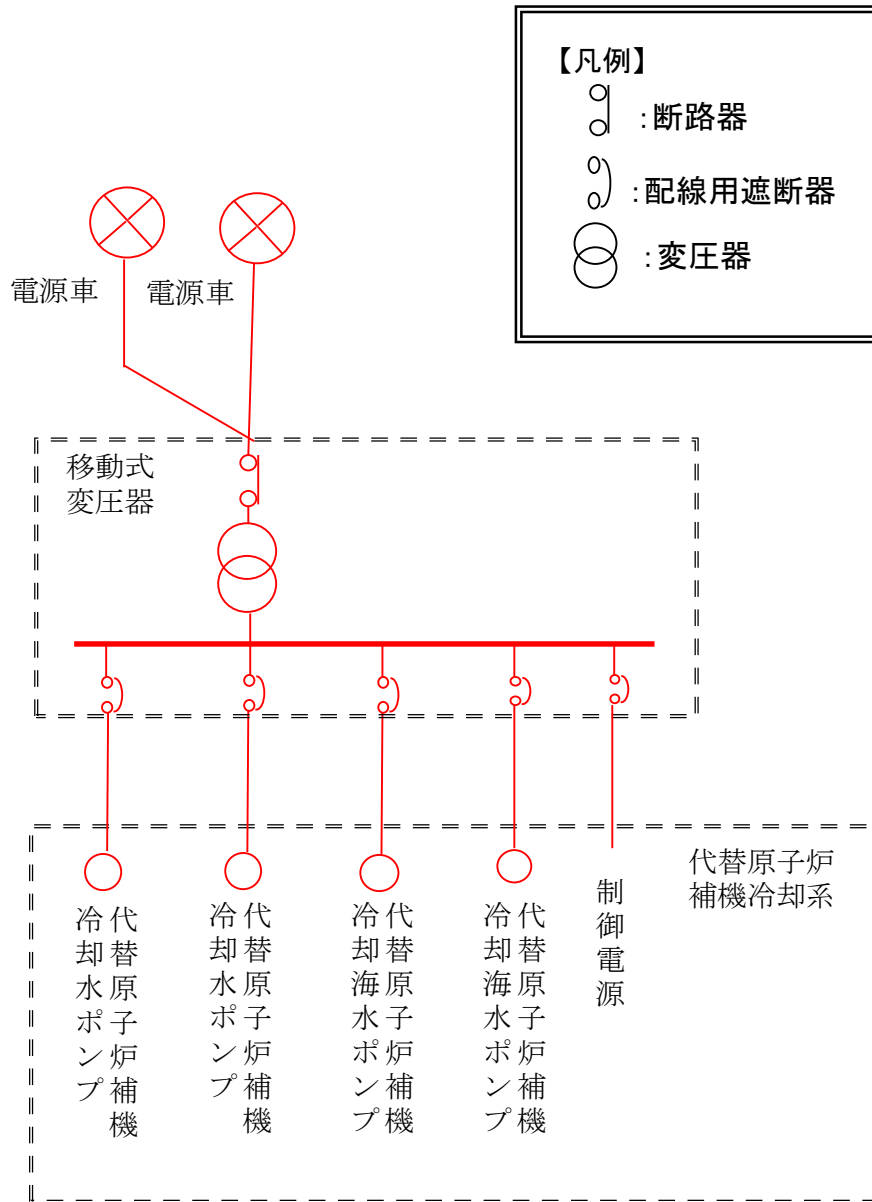 【凡例】
：断路器
：配線用遮断器
：変圧器
電源車
電源車
移動式
変圧器
代替原子炉
補機冷却系
代替原子炉補機
冷却水ポンプ
代替原子炉補機
冷却水ポンプ
代替原子炉補機
冷却海水ポンプ
代替原子炉補機
冷却海水ポンプ
制御電源